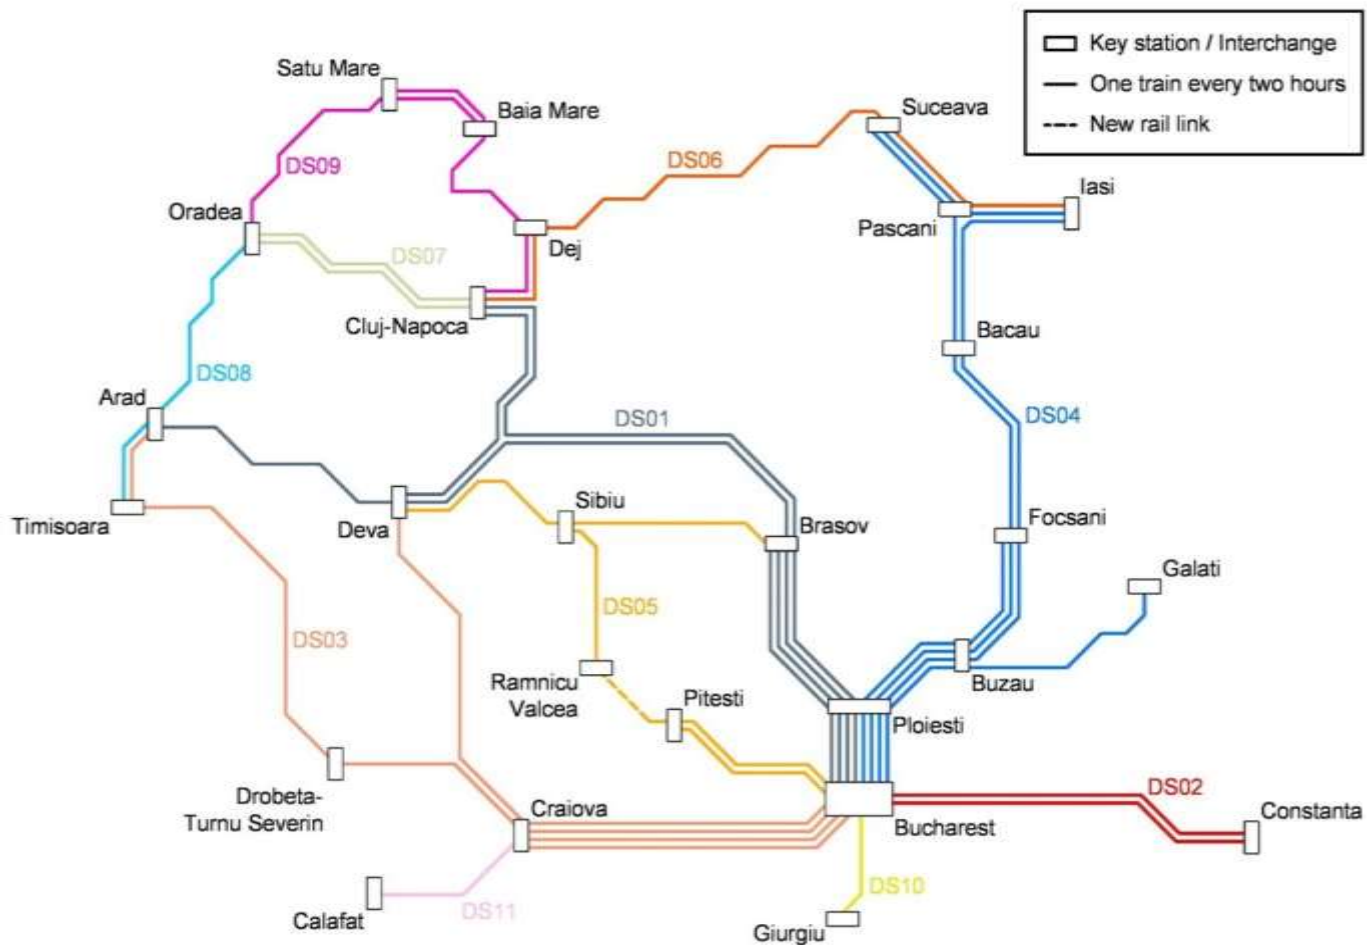 Key station / Interchange
One train every two hours
New rail link
Satu Mare
Baia Mare
Suceava
DS09
DS06
Iasi
Oradea
Pascani
Dej
DS07
Cluj-Napoca
Bacau
DS08
Arad
DS01
DS04
Timisoara
Deva
Sibiu
Brasov
Focsani
Galati
DS03
DS05
Ramnicu
Valcea
Pitesti
Buzau
Ploiesti
Drobeta-
Turnu Severin
Craiova
Bucharest
DS02
Constanta
Calafat
DS11
DS10
Giurgiu